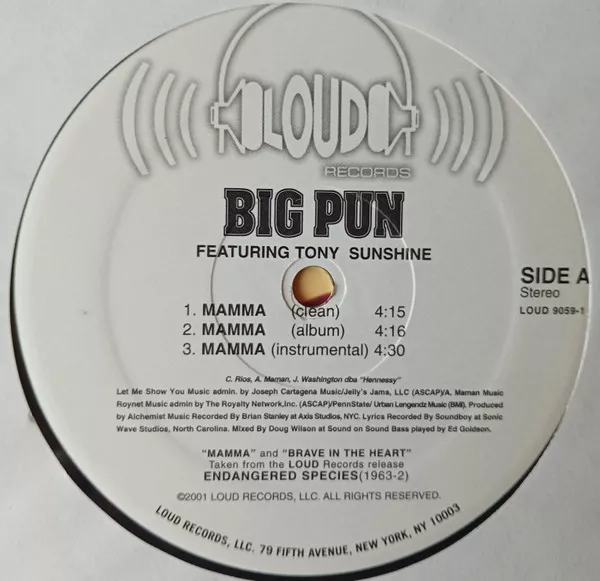 LOUD
RECORDS
BIG PUN
FEATURING TONY SUNSHINE
SIDE A
Stereo
LOUD 9059-1
1. MAMMA (clean) 4:15
2. MAMMA (album) 4:16
3. MAMMA (instrumental) 4:30
C. Rios, A. Maman, J. Washington dba "Hennessy"
Let Me Show You Music admin. by Joseph Cartagena Music/Jelly's Jams, LLC (ASCAP)/A. Maman Music
Roynet Music admin by The Royalty Network,Inc. (ASCAP)/PennState/ Urban Lengendz Music (BMI). Produced
by Alchemist Music Recorded By Brian Stanley at Axis Studios, NYC. Lyrics Recorded By Soundboy at Sonic
Wave Studios, North Carolina. Mixed By Doug Wilson at Sound on Sound Bass played by Ed Goldson.
"MAMMA" and "BRAVE IN THE HEART"
Taken from the LOUD Records release
ENDANGERED SPECIES(1963-2)
©2001 LOUD RECORDS, LLC. ALL RIGHTS RESERVED.
LOUD RECORDS, LLC. 79 FIFTH AVENUE, NEW YORK, NY 10003